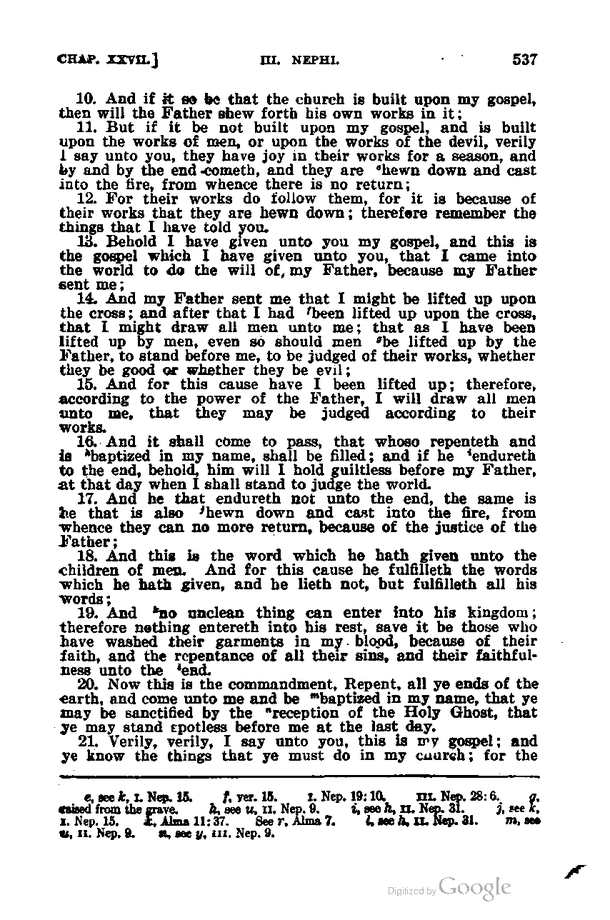 CHAP. XXVII.] III. NEPHI. 537
10. And if it so be that the church is built upon my gospel,
then will the Father shew forth his own works in it;
11. But if it be not built upon my gospel, and is built
upon the works of men, or upon the works of the devil, verily
I say unto you, they have joy in their works for a season, and
by and by the end cometh, and they are ᵉhewn down and cast
into the fire, from whence there is no return;
12. For their works do follow them, for it is because of
their works that they are hewn down; therefore remember the
things that I have told you.
13. Behold I have given unto you my gospel, and this is
the gospel which I have given unto you, that I came into
the world to do the will of my Father, because my Father
sent me;
14. And my Father sent me that I might be lifted up upon
the cross; and after that I had ᶠbeen lifted up upon the cross,
that I might draw all men unto me; that as I have been
lifted up by men, even so should men ᵍbe lifted up by the
Father, to stand before me, to be judged of their works, whether
they be good or whether they be evil;
15. And for this cause have I been lifted up; therefore,
according to the power of the Father, I will draw all men
unto me, that they may be judged according to their
works.
16. And it shall come to pass, that whoso repenteth and
is ʰbaptized in my name, shall be filled; and if he ⁱendureth
to the end, behold, him will I hold guiltless before my Father,
at that day when I shall stand to judge the world.
17. And he that endureth not unto the end, the same is
he that is also ʲhewn down and cast into the fire, from
whence they can no more return, because of the justice of the
Father;
18. And this is the word which he hath given unto the
children of men. And for this cause he fulfilleth the words
which he hath given, and he lieth not, but fulfilleth all his
words;
19. And ᵏno unclean thing can enter into his kingdom;
therefore nothing entereth into his rest, save it be those who
have washed their garments in my blood, because of their
faith, and the repentance of all their sins, and their faithful-
ness unto the ˡend.
20. Now this is the commandment, Repent, all ye ends of the
earth, and come unto me and be ᵐbaptized in my name, that ye
may be sanctified by the ⁿreception of the Holy Ghost, that
ye may stand spotless before me at the last day.
21. Verily, verily, I say unto you, this is my gospel; and
ye know the things that ye must do in my church; for the
e, see k, I. Nep. 15. f, ver. 15. I. Nep. 19:10. III. Nep. 28:6. g,
raised from the grave. h, see u, II. Nep. 9. i, see h, II. Nep. 31. j, see k,
I. Nep. 15. k, Alma 11:37. See r, Alma 7. l, see h, II. Nep. 31. m, see
u, II. Nep. 9. n, see y, III. Nep. 9.
Digitized by Google